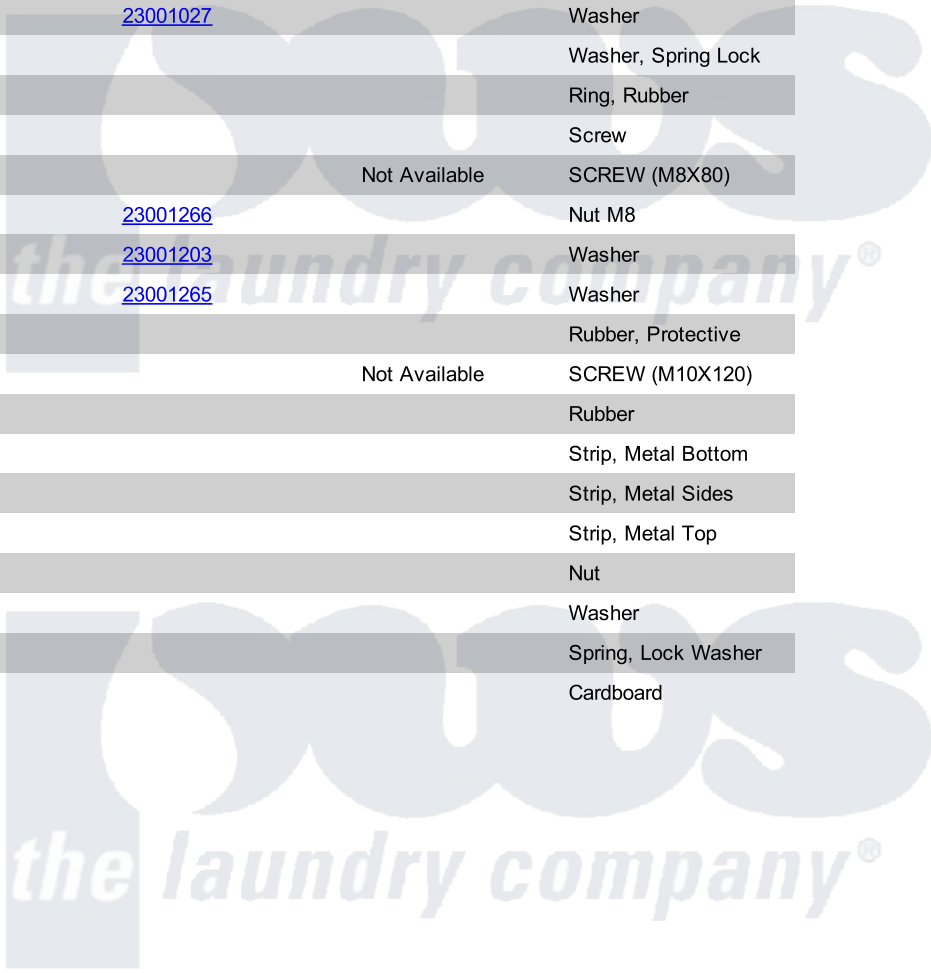 23001027 Washer
Washer, Spring Lock
Ring, Rubber
Screw
Not Available SCREW (M8X80)
23001266 Nut M8
23001203 Washer
the laundry company®
23001265 Washer
Rubber, Protective
Not Available SCREW (M10X120)
Rubber
Strip, Metal Bottom
Strip, Metal Sides
Strip, Metal Top
Nut
Washer
Spring, Lock Washer
Cardboard
pws
the laundry company®